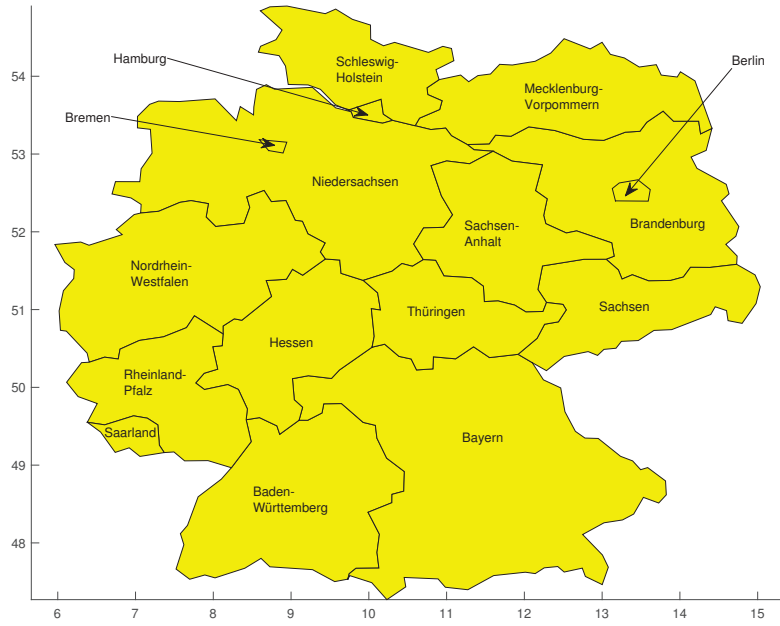 Schleswig-
Holstein
Hamburg
Berlin
Mecklenburg-
Vorpommern
Bremen
Niedersachsen
Sachsen-
Anhalt
Brandenburg
Nordrhein-
Westfalen
Thüringen
Sachsen
Hessen
Rheinland-
Pfalz
Saarland
Bayern
Baden-
Württemberg
54
53
52
51
50
49
48
6 7 8 9 10 11 12 13 14 15